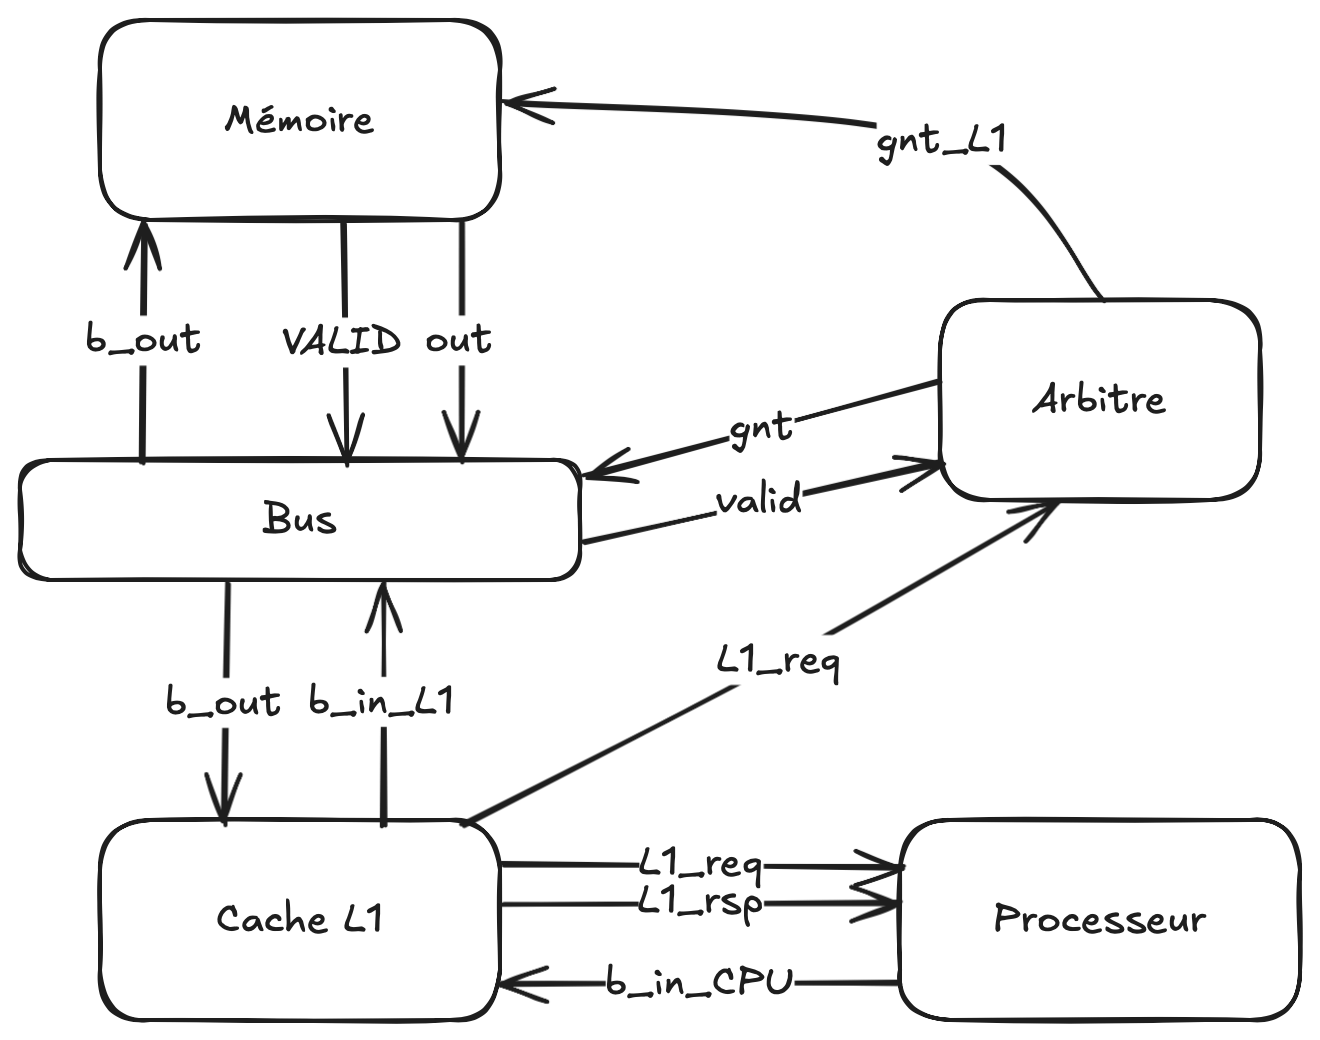 Mémoire
gnt_L1
b_out
VALID
out
Arbitre
gnt
valid
Bus
L1_req
b_out
b_in_L1
L1_req
L1_rsp
Cache L1
Processeur
b_in_CPU